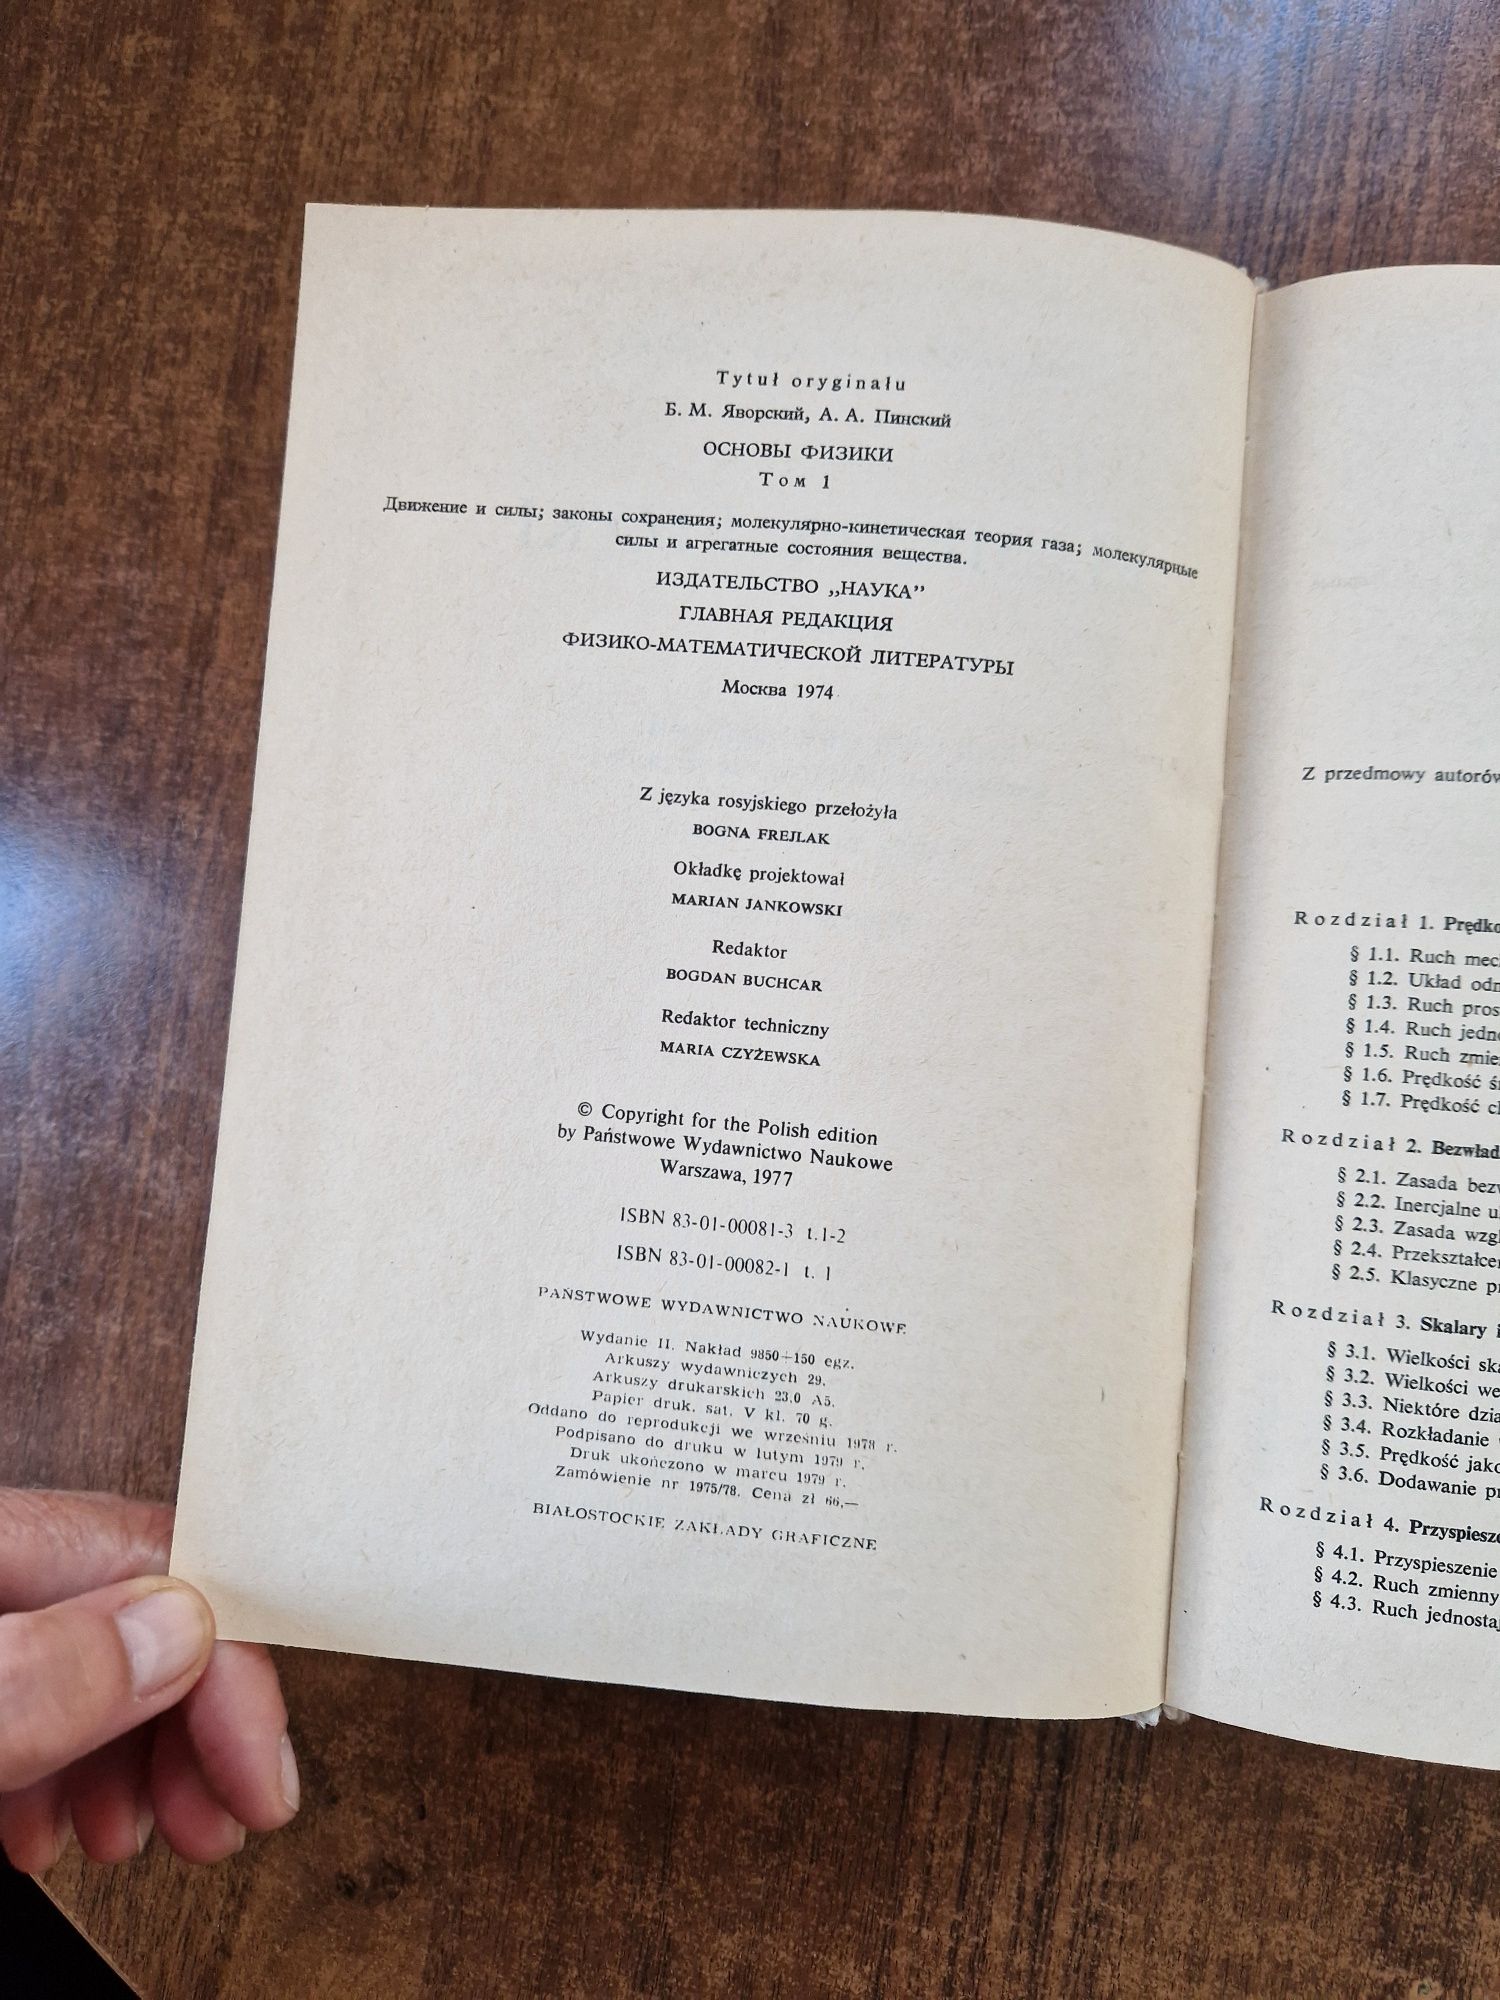 Tytuł oryginału
Б. М. Яворский, А. А. Пинский
ОСНОВЫ ФИЗИКИ
Том 1
Движение и силы; законы сохранения; молекулярно-кинетическая теория газа; молекулярные
силы и агрегатные состояния вещества.
ИЗДАТЕЛЬСТВО „НАУКА”
ГЛАВНАЯ РЕДАКЦИЯ
ФИЗИКО-МАТЕМАТИЧЕСКОЙ ЛИТЕРАТУРЫ
Москва 1974
Z języka rosyjskiego przełożyła
BOGNA FREJLAK
Okładkę projektował
MARIAN JANKOWSKI
Redaktor
BOGDAN BUCHCAR
Redaktor techniczny
MARIA CZYŻEWSKA
© Copyright for the Polish edition
by Państwowe Wydawnictwo Naukowe
Warszawa, 1977
ISBN 83-01-00081-3 t.1-2
ISBN 83-01-00082-1 t. 1
PAŃSTWOWE WYDAWNICTWO NAUKOWE
Wydanie II. Nakład 9850+150 egz.
Arkuszy wydawniczych 29.
Arkuszy drukarskich 23.0 A5.
Papier druk. sat. V kl. 70 g.
Oddano do reprodukcji we wrześniu 1978 r.
Podpisano do druku w lutym 1979 r.
Druk ukończono w marcu 1979 r.
Zamówienie nr 1975/78. Cena zł 66,—
BIAŁOSTOCKIE ZAKŁADY GRAFICZNE
Z przedmowy autorów
Rozdział 1. Prędko
§ 1.1. Ruch mec
§ 1.2. Układ odn
§ 1.3. Ruch pros
§ 1.4. Ruch jedno
§ 1.5. Ruch zmie
§ 1.6. Prędkość ś
§ 1.7. Prędkość c
Rozdział 2. Bezwład
§ 2.1. Zasada bezw
§ 2.2. Inercjalne u
§ 2.3. Zasada wzgl
§ 2.4. Przekształce
§ 2.5. Klasyczne p
Rozdział 3. Skalary i
§ 3.1. Wielkości ska
§ 3.2. Wielkości we
§ 3.3. Niektóre dzia
§ 3.4. Rozkładanie
§ 3.5. Prędkość jako
§ 3.6. Dodawanie p
Rozdział 4. Przyspiesze
§ 4.1. Przyspieszenie
§ 4.2. Ruch zmienny
§ 4.3. Ruch jednostaj